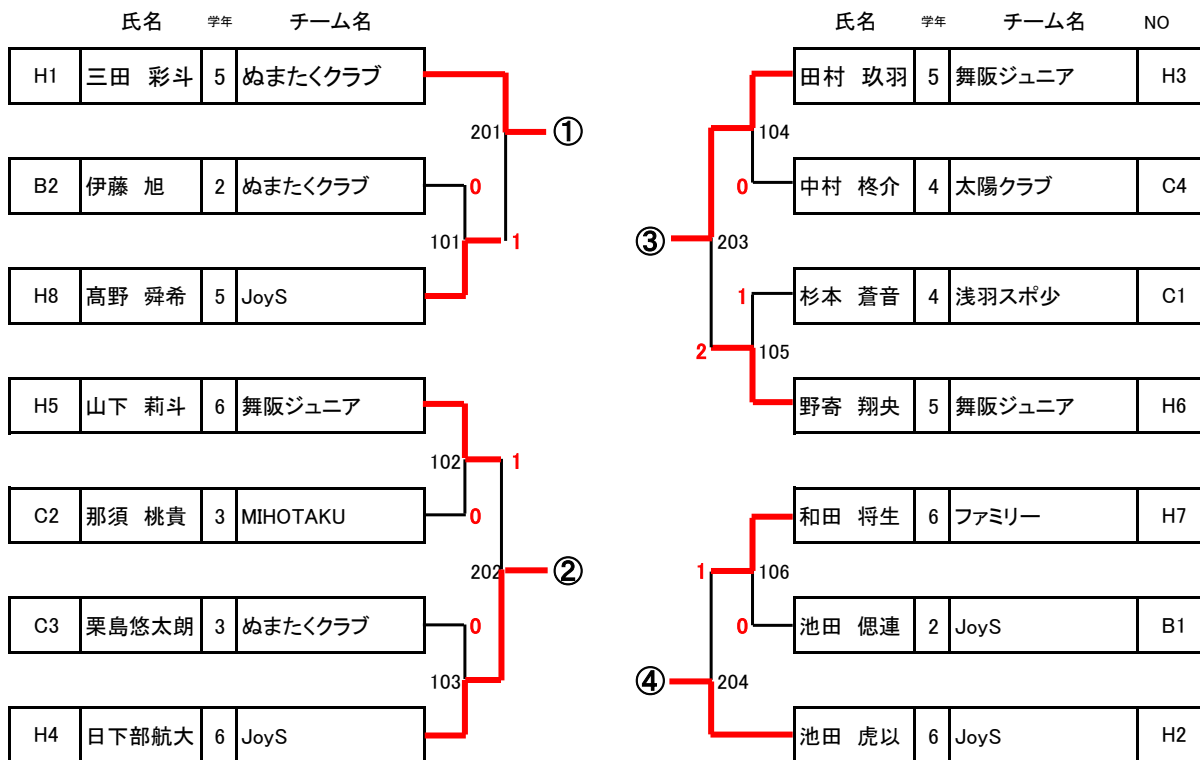 氏名 学年 チーム名
H1 三田 彩斗 5 ぬまたくクラブ
201 ①
B2 伊藤 旭 2 ぬまたくクラブ
0
101 1
H8 髙野 舜希 5 JoyS
H5 山下 莉斗 6 舞阪ジュニア
102 1
C2 那須 桃貴 3 MIHOTAKU
0
202 ②
C3 栗島悠太朗 3 ぬまたくクラブ
0
103
H4 日下部航大 6 JoyS
氏名 学年 チーム名 NO
田村 玖羽 5 舞阪ジュニア H3
104
0 中村 柊介 4 太陽クラブ C4
③ 203
1 杉本 蒼音 4 浅羽スポ少 C1
2 105
野寄 翔央 5 舞阪ジュニア H6
和田 将生 6 ファミリー H7
1 106
0 池田 偲連 2 JoyS B1
④ 204
池田 虎以 6 JoyS H2